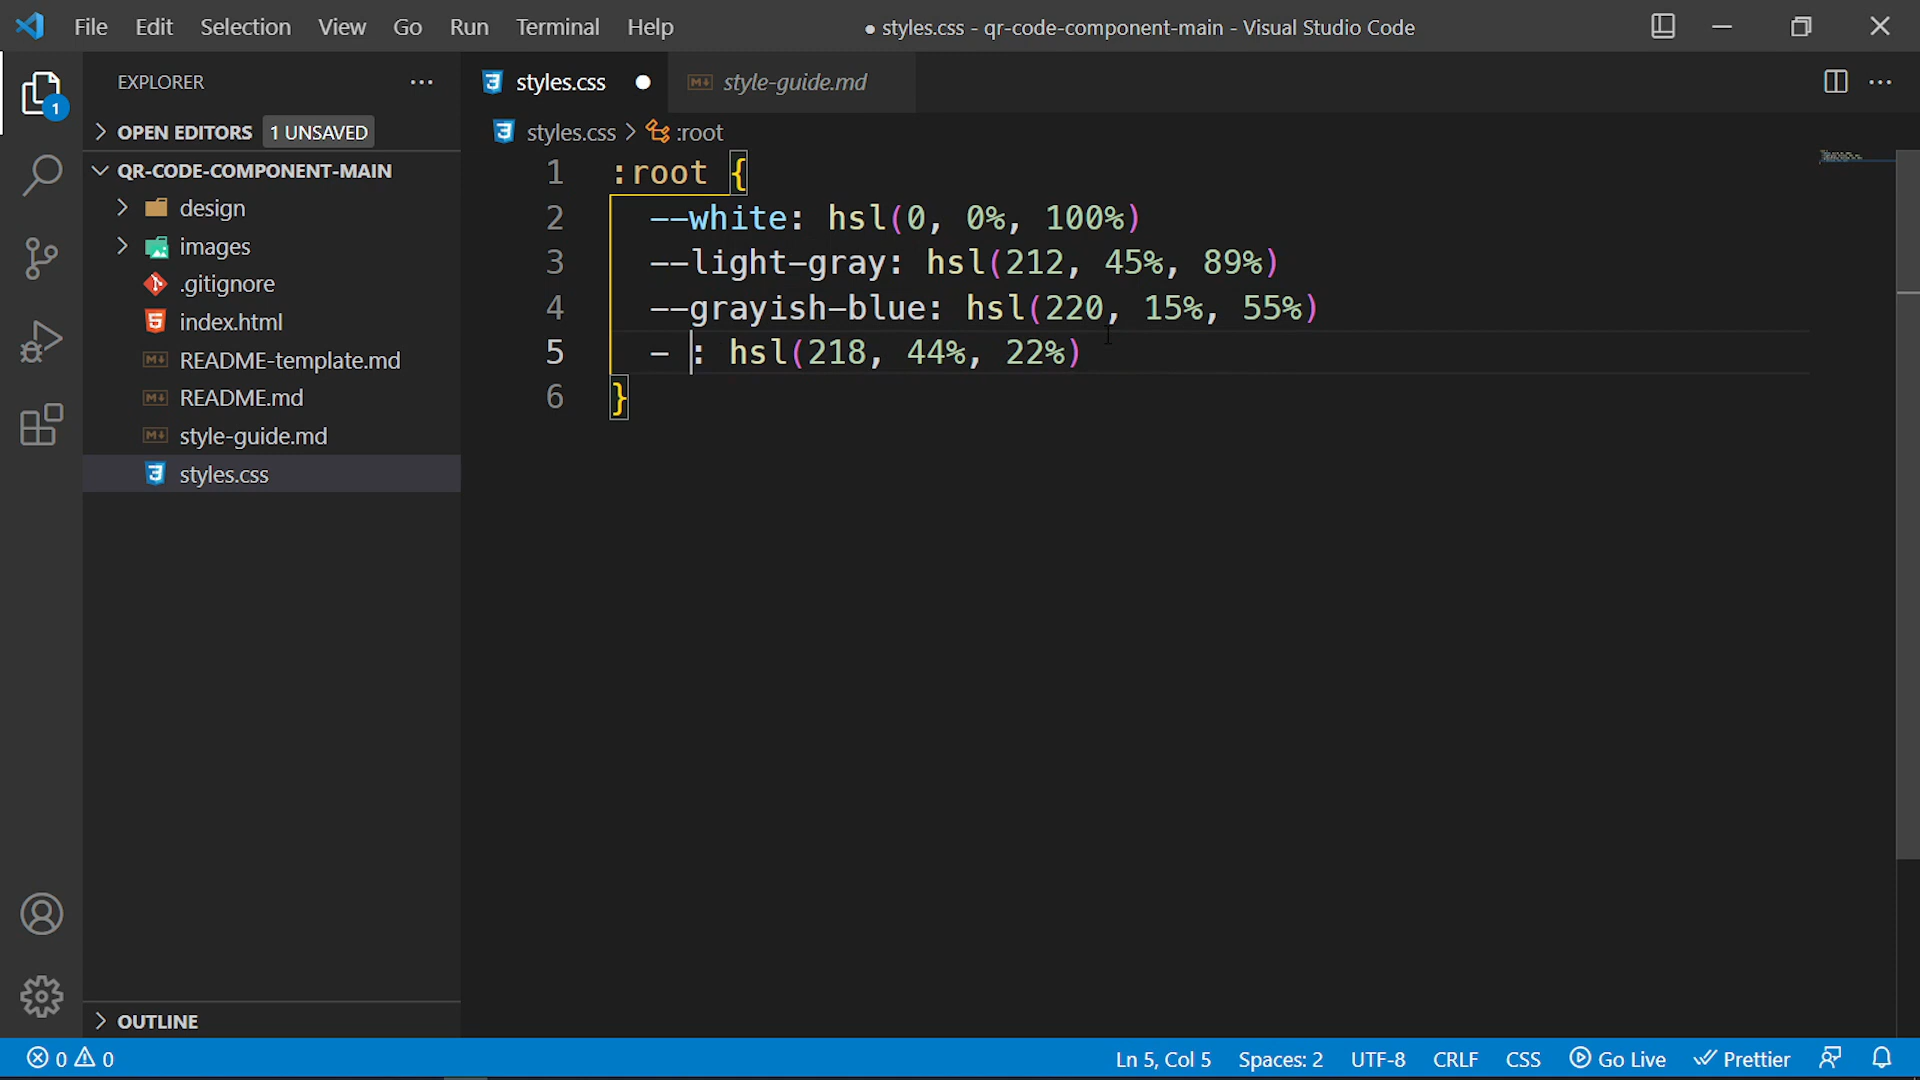 File Edit Selection View Go Run Terminal Help ● styles.css - qr-code-component-main - Visual Studio Code
EXPLORER
styles.css
style-guide.md
OPEN EDITORS 1 UNSAVED
styles.css > :root
QR-CODE-COMPONENT-MAIN
design
images
.gitignore
index.html
README-template.md
README.md
style-guide.md
styles.css
1 :root {
2 --white: hsl(0, 0%, 100%)
3 --light-gray: hsl(212, 45%, 89%)
4 --grayish-blue: hsl(220, 15%, 55%)
5 - : hsl(218, 44%, 22%)
6 }
1
OUTLINE
0 0 Ln 5, Col 5 Spaces: 2 UTF-8 CRLF CSS Go Live Prettier